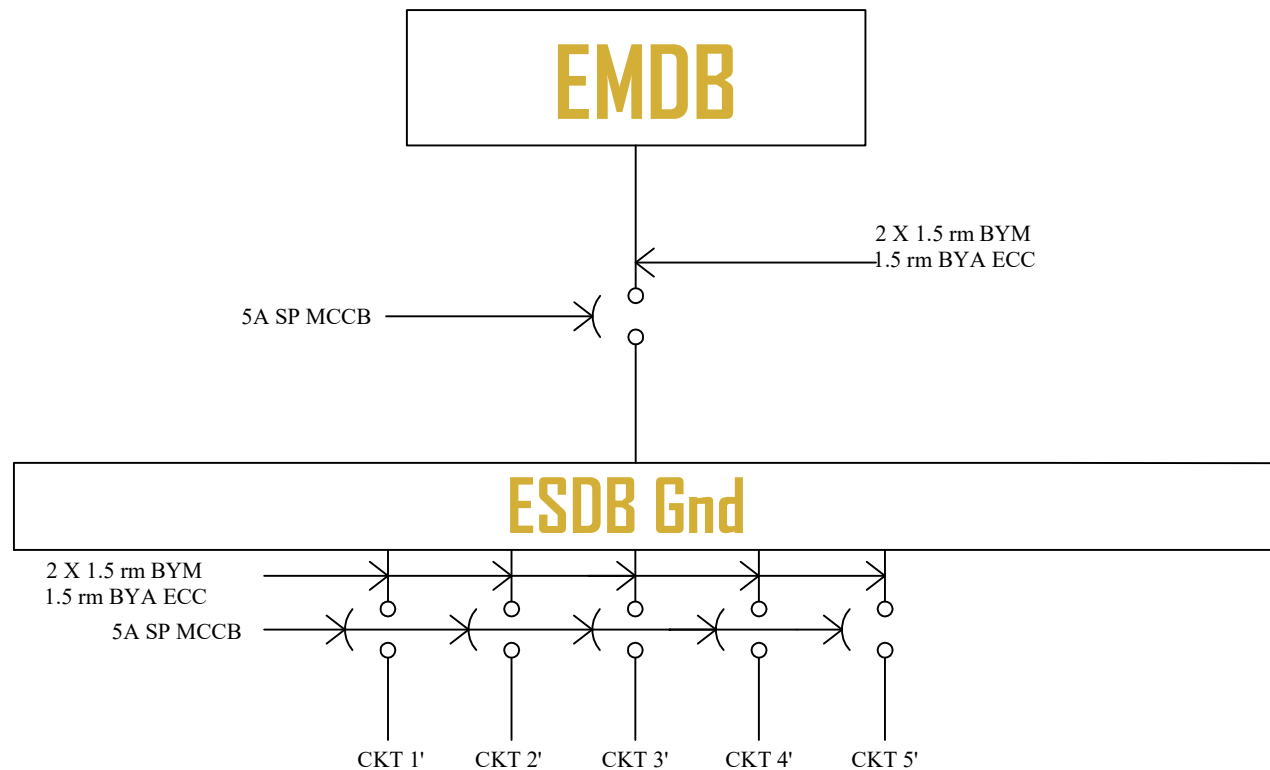 EMDB
2 X 1.5 rm BYM
1.5 rm BYA ECC
5A SP MCCB
ESDB Gnd
2 X 1.5 rm BYM
1.5 rm BYA ECC
5A SP MCCB
CKT 1' CKT 2' CKT 3' CKT 4' CKT 5'